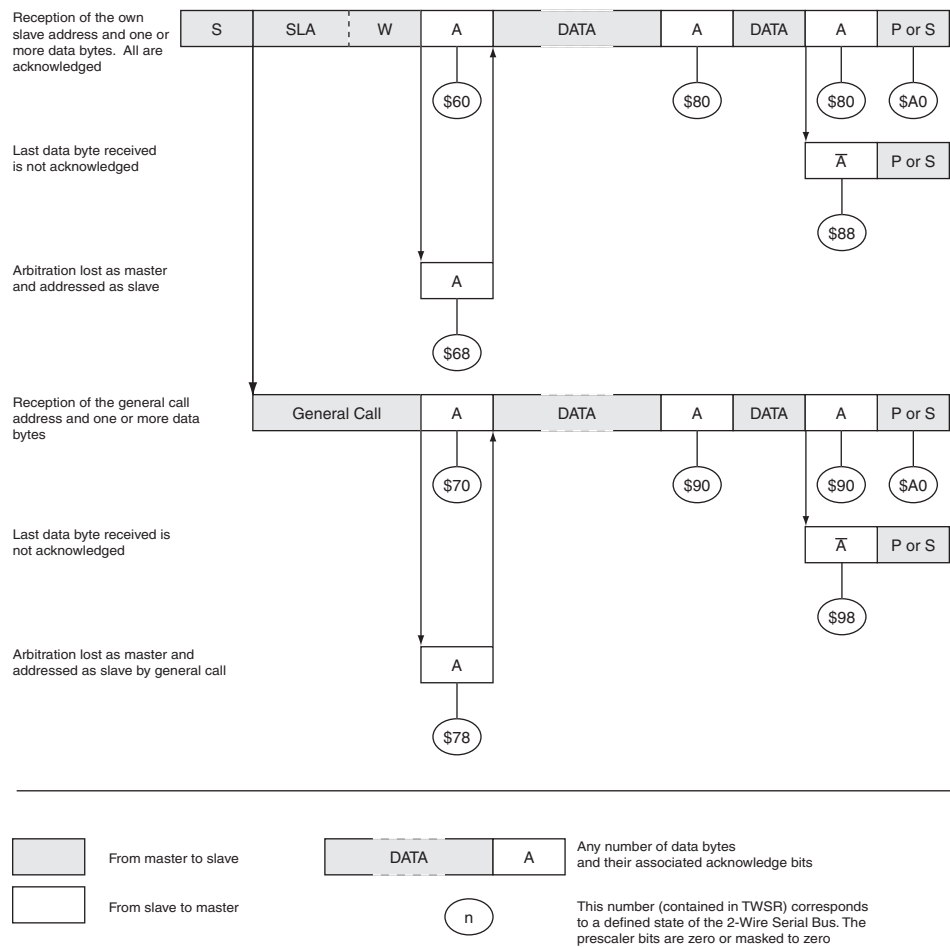 Reception of the own
slave address and one or
more data bytes. All are
acknowledged
S SLA W A DATA A DATA A P or S
$60 $80 $80 $A0
Last data byte received
is not acknowledged
A̅ P or S
$88
Arbitration lost as master
and addressed as slave
A
$68
Reception of the general call
address and one or more data
bytes
General Call A DATA A DATA A P or S
$70 $90 $90 $A0
Last data byte received is
not acknowledged
A̅ P or S
$98
Arbitration lost as master and
addressed as slave by general call
A
$78
From master to slave
From slave to master
DATA A
Any number of data bytes
and their associated acknowledge bits
n
This number (contained in TWSR) corresponds
to a defined state of the 2-Wire Serial Bus. The
prescaler bits are zero or masked to zero